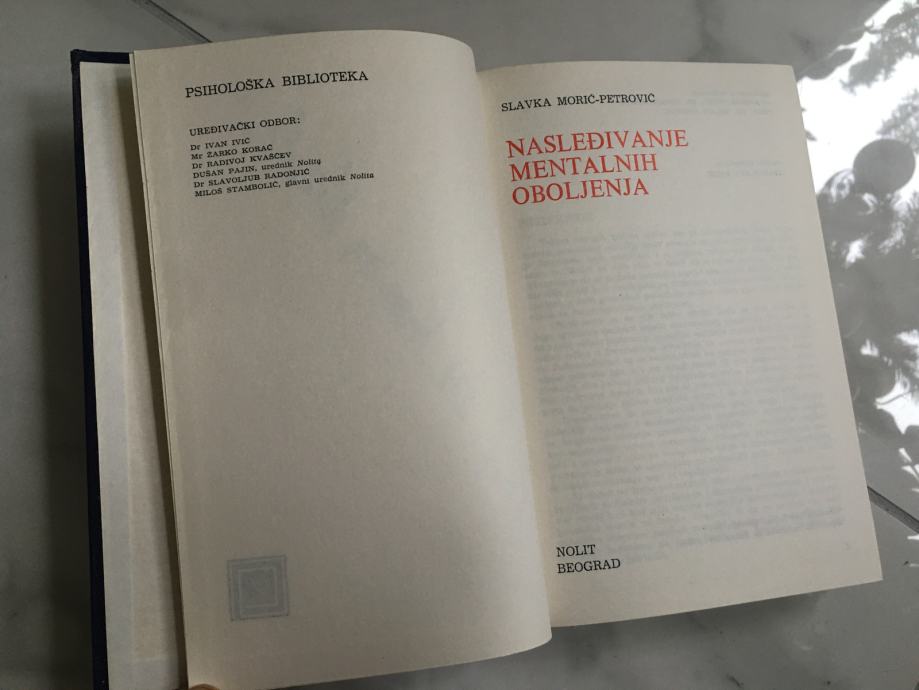 PSIHOLOŠKA BIBLIOTEKA
UREĐIVAČKI ODBOR:
Dr IVAN IVIĆ
Mr ŽARKO KORAĆ
Dr RADIVOJ KVAŠČEV
DUŠAN PAJIN, urednik Nolita
Dr SLAVOLJUB RADONJIĆ
MILOŠ STAMBOLIĆ, glavni urednik Nolita
SLAVKA MORIĆ-PETROVIĆ
NASLEĐIVANJE
MENTALNIH
OBOLJENJA
NOLIT
BEOGRAD